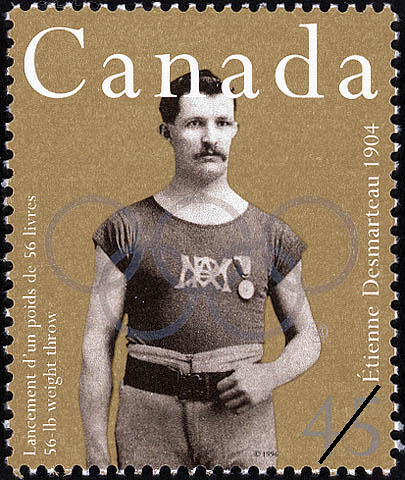 Canada
Lancement d'un poids de 56 livres
56-lb weight throw
Étienne Desmarteau 1904
45
© 1996